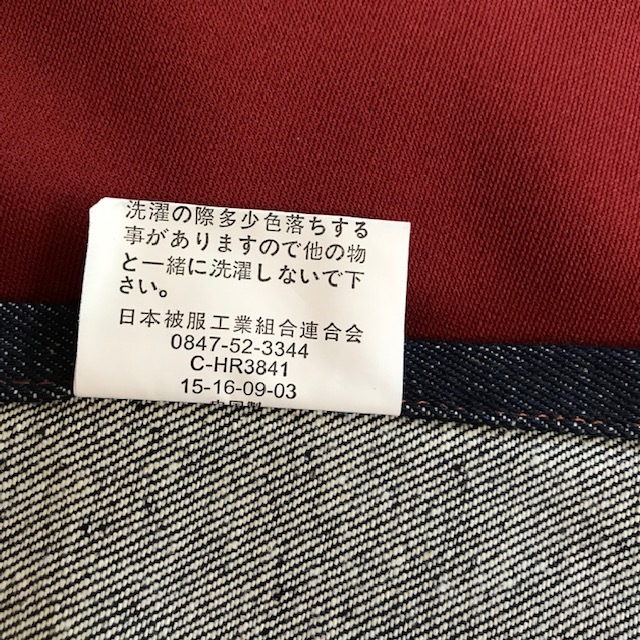 洗濯の際多少色落ちする
事がありますので他の物
と一緒に洗濯しないで下
さい。
日本被服工業組合連合会
0847-52-3344
C-HR3841
15-16-09-03